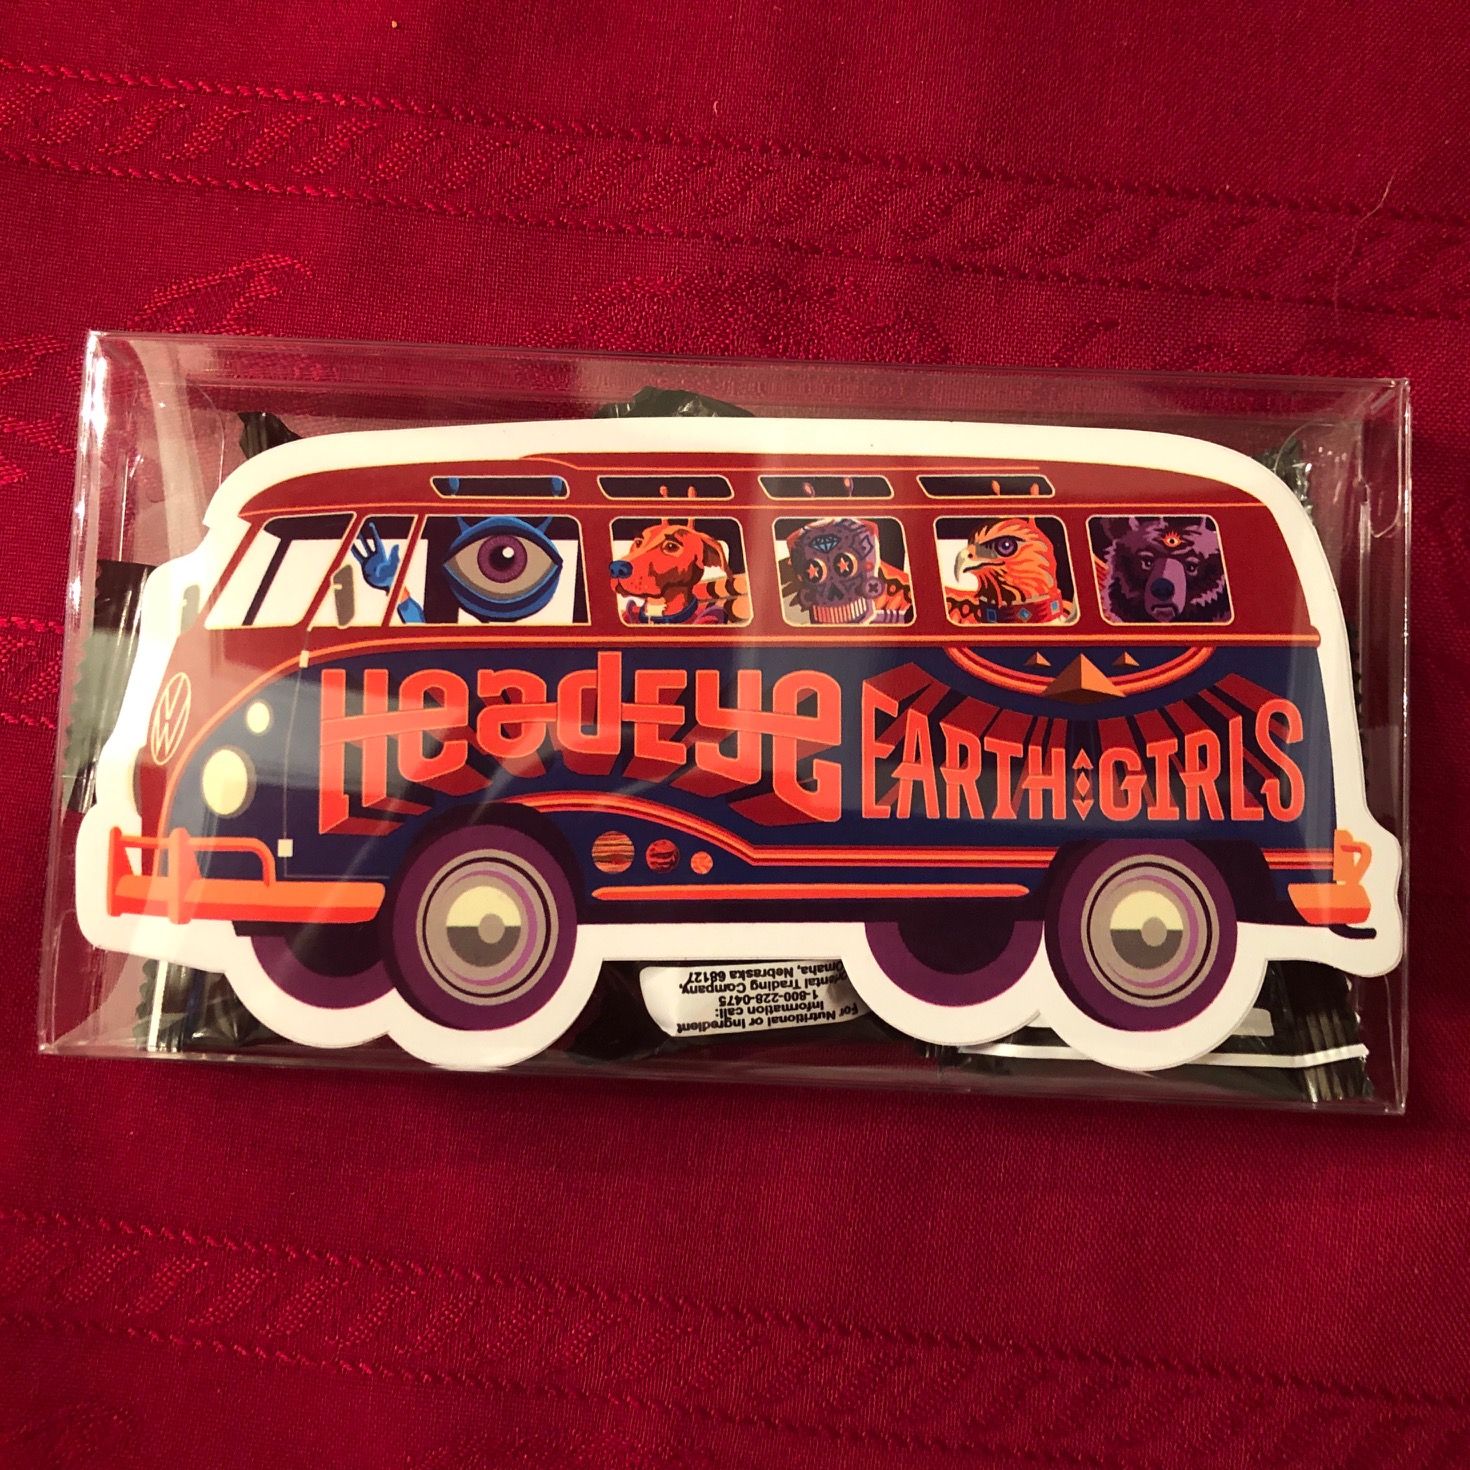 HeadEye
EARTH GIRLS
VW
For Nutritional or Ingredient
Information call:
1-800-228-0475
Oriental Trading Company,
Omaha, Nebraska 68127